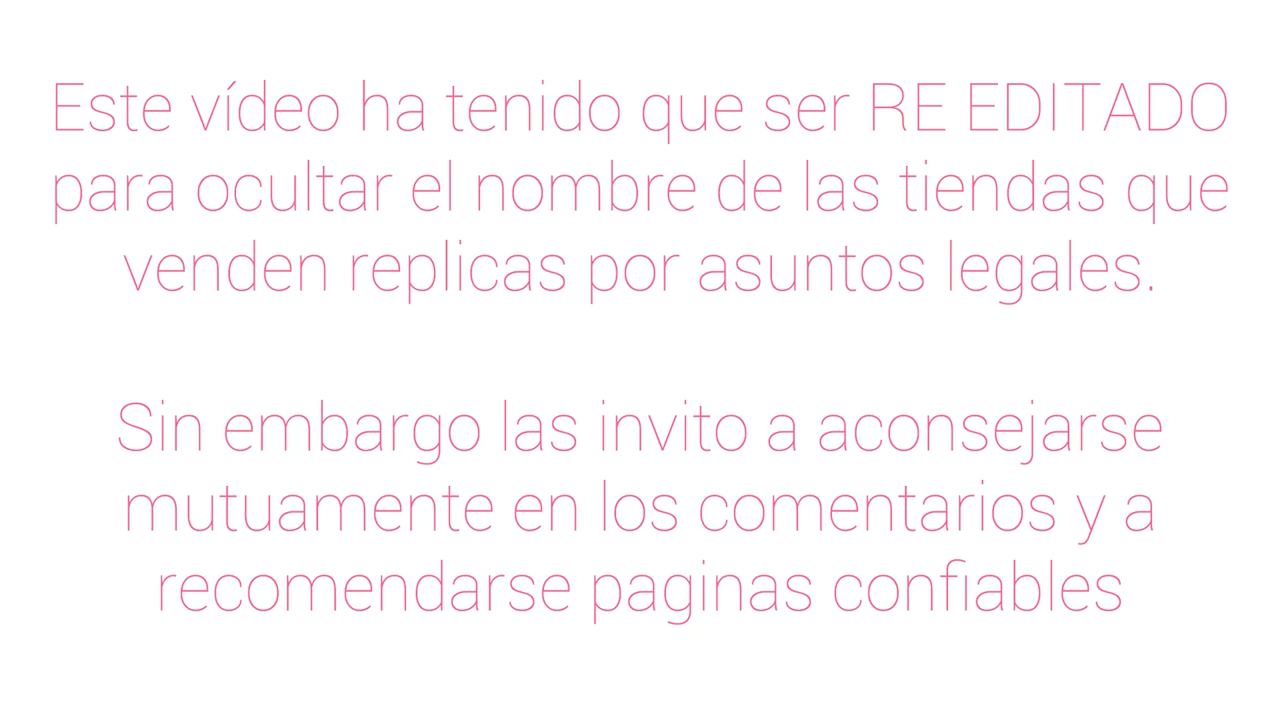 Este vídeo ha tenido que ser RE EDITADO
para ocultar el nombre de las tiendas que
venden replicas por asuntos legales.
Sin embargo las invito a aconsejarse
mutuamente en los comentarios y a
recomendarse paginas confiables